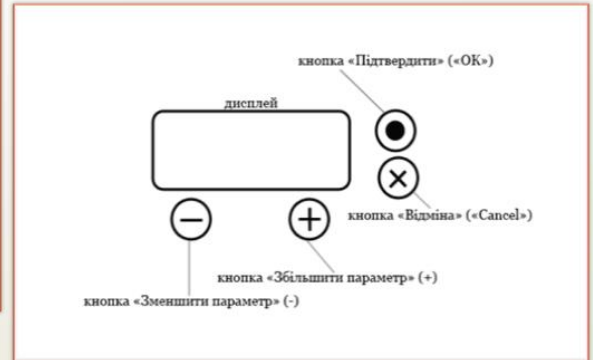 кнопка «Підтвердити» («ОК»)
дисплей
кнопка «Відміна» («Cancel»)
кнопка «Збільшити параметр» (+)
кнопка «Зменшити параметр» (-)